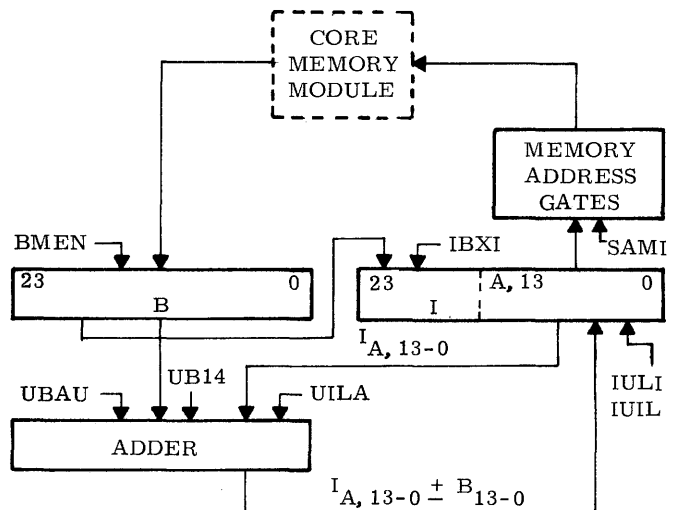 CORE
MEMORY
MODULE
MEMORY
ADDRESS
GATES
BMEN
IBXI
SAMI
23 0
B
23 A, 13 0
I
I A, 13-0
UB14
UBAU
UILA
IULI
IUIL
ADDER
I A, 13-0 ± B 13-0